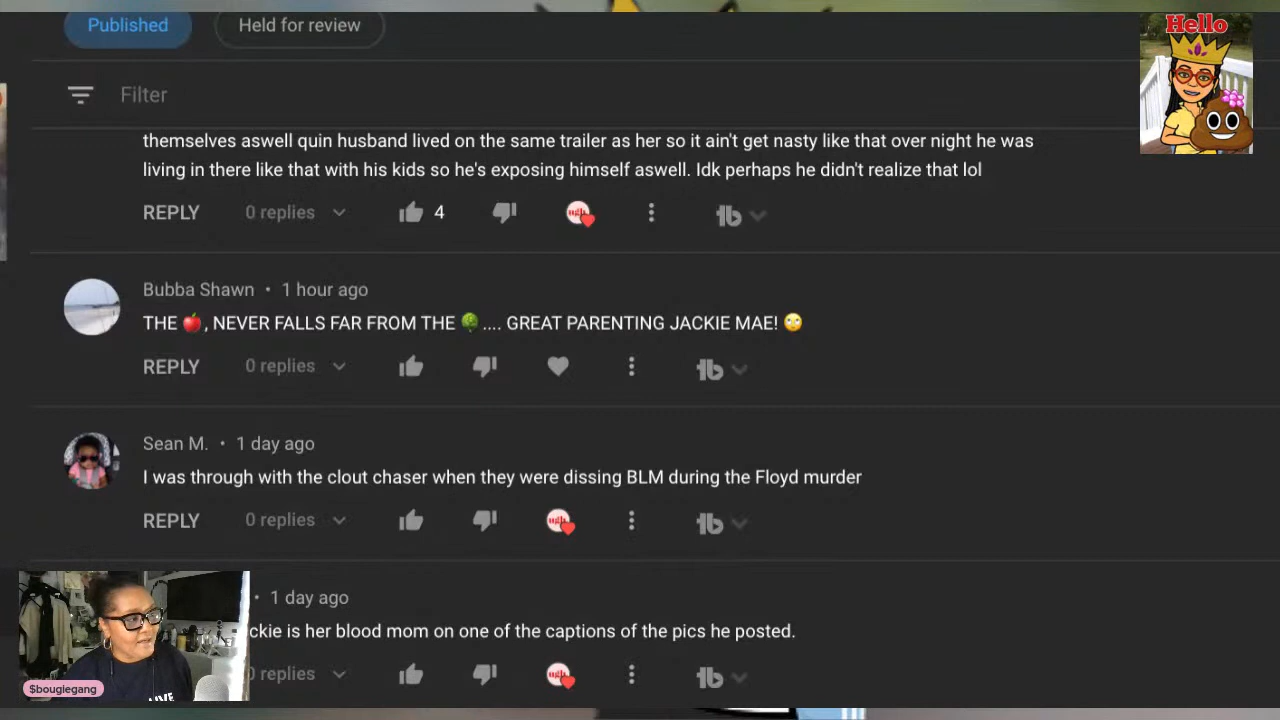 Published
Held for review
Hello
Filter
themselves aswell quin husband lived on the same trailer as her so it ain't get nasty like that over night he was
living in there like that with his kids so he's exposing himself aswell. Idk perhaps he didn't realize that lol
REPLY 0 replies 4
Bubba Shawn • 1 hour ago
THE 🍎, NEVER FALLS FAR FROM THE 🌳.... GREAT PARENTING JACKIE MAE! 🙄
REPLY 0 replies
Sean M. • 1 day ago
I was through with the clout chaser when they were dissing BLM during the Floyd murder
REPLY 0 replies
• 1 day ago
ckie is her blood mom on one of the captions of the pics he posted.
0 replies
$bougiegang